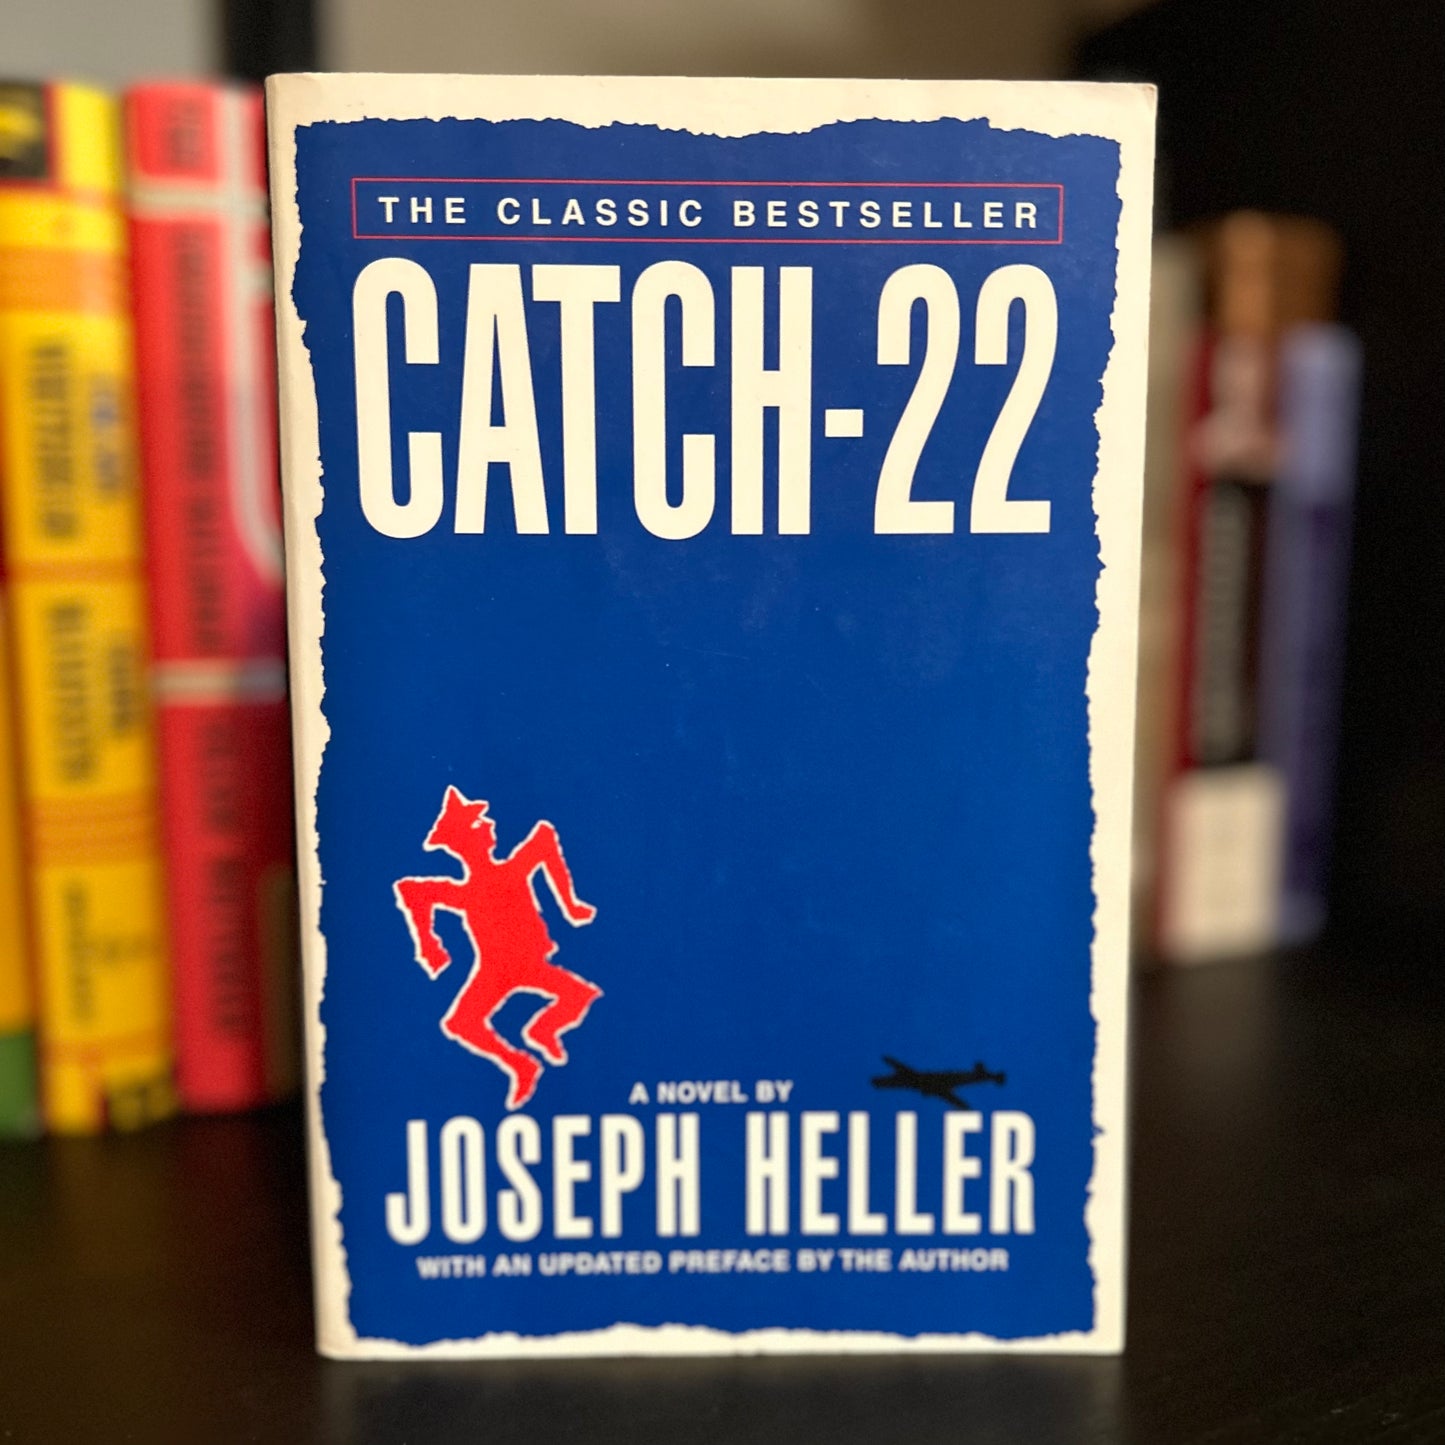 THE CLASSIC BESTSELLER
CATCH-22
A NOVEL BY
JOSEPH HELLER
WITH AN UPDATED PREFACE BY THE AUTHOR